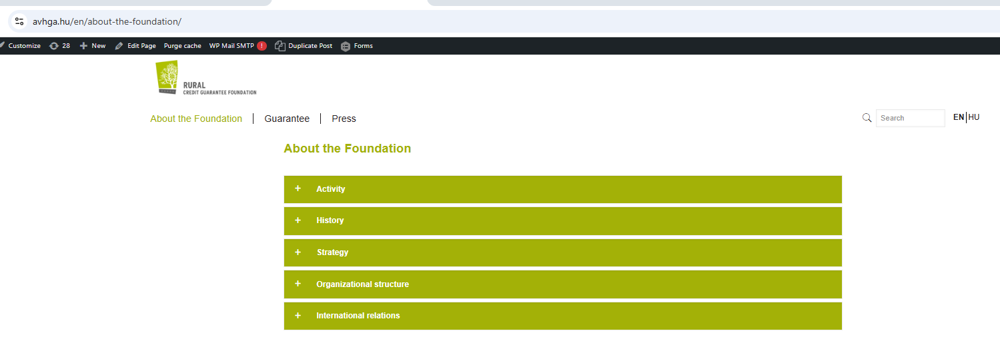 avhga.hu/en/about-the-foundation/
Customize 28 + New Edit Page Purge cache WP Mail SMTP ! Duplicate Post Forms
RURAL
CREDIT GUARANTEE FOUNDATION
About the Foundation | Guarantee | Press Search EN|HU
About the Foundation
+ Activity
+ History
+ Strategy
+ Organizational structure
+ International relations